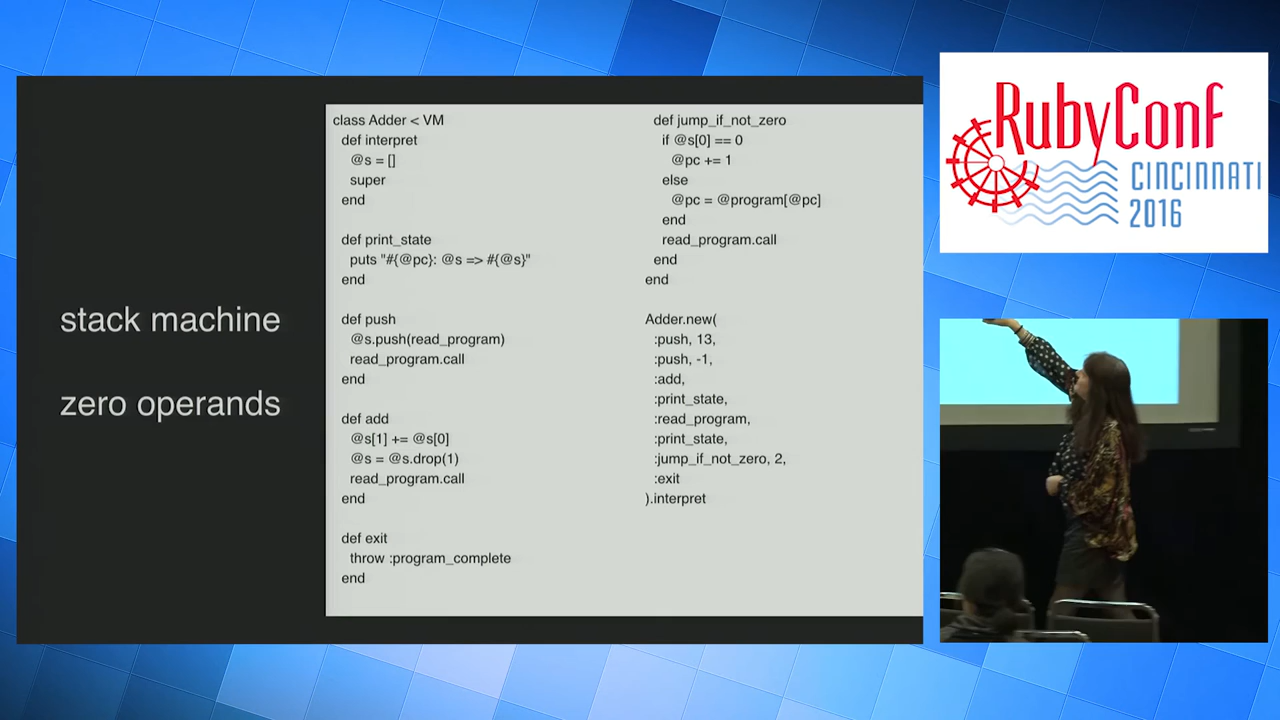 stack machine
zero operands
class Adder < VM
def interpret
@s = []
super
end
def print_state
puts "#{@pc}: @s => #{@s}"
end
def push
@s.push(read_program)
read_program.call
end
def add
@s[1] += @s[0]
@s = @s.drop(1)
read_program.call
end
def exit
throw :program_complete
end
def jump_if_not_zero
if @s[0] == 0
@pc += 1
else
@pc = @program[@pc]
end
read_program.call
end
end
Adder.new(
:push, 13,
:push, -1,
:add,
:print_state,
:read_program,
:print_state,
:jump_if_not_zero, 2,
:exit
).interpret
RubyConf
CINCINNATI
2016